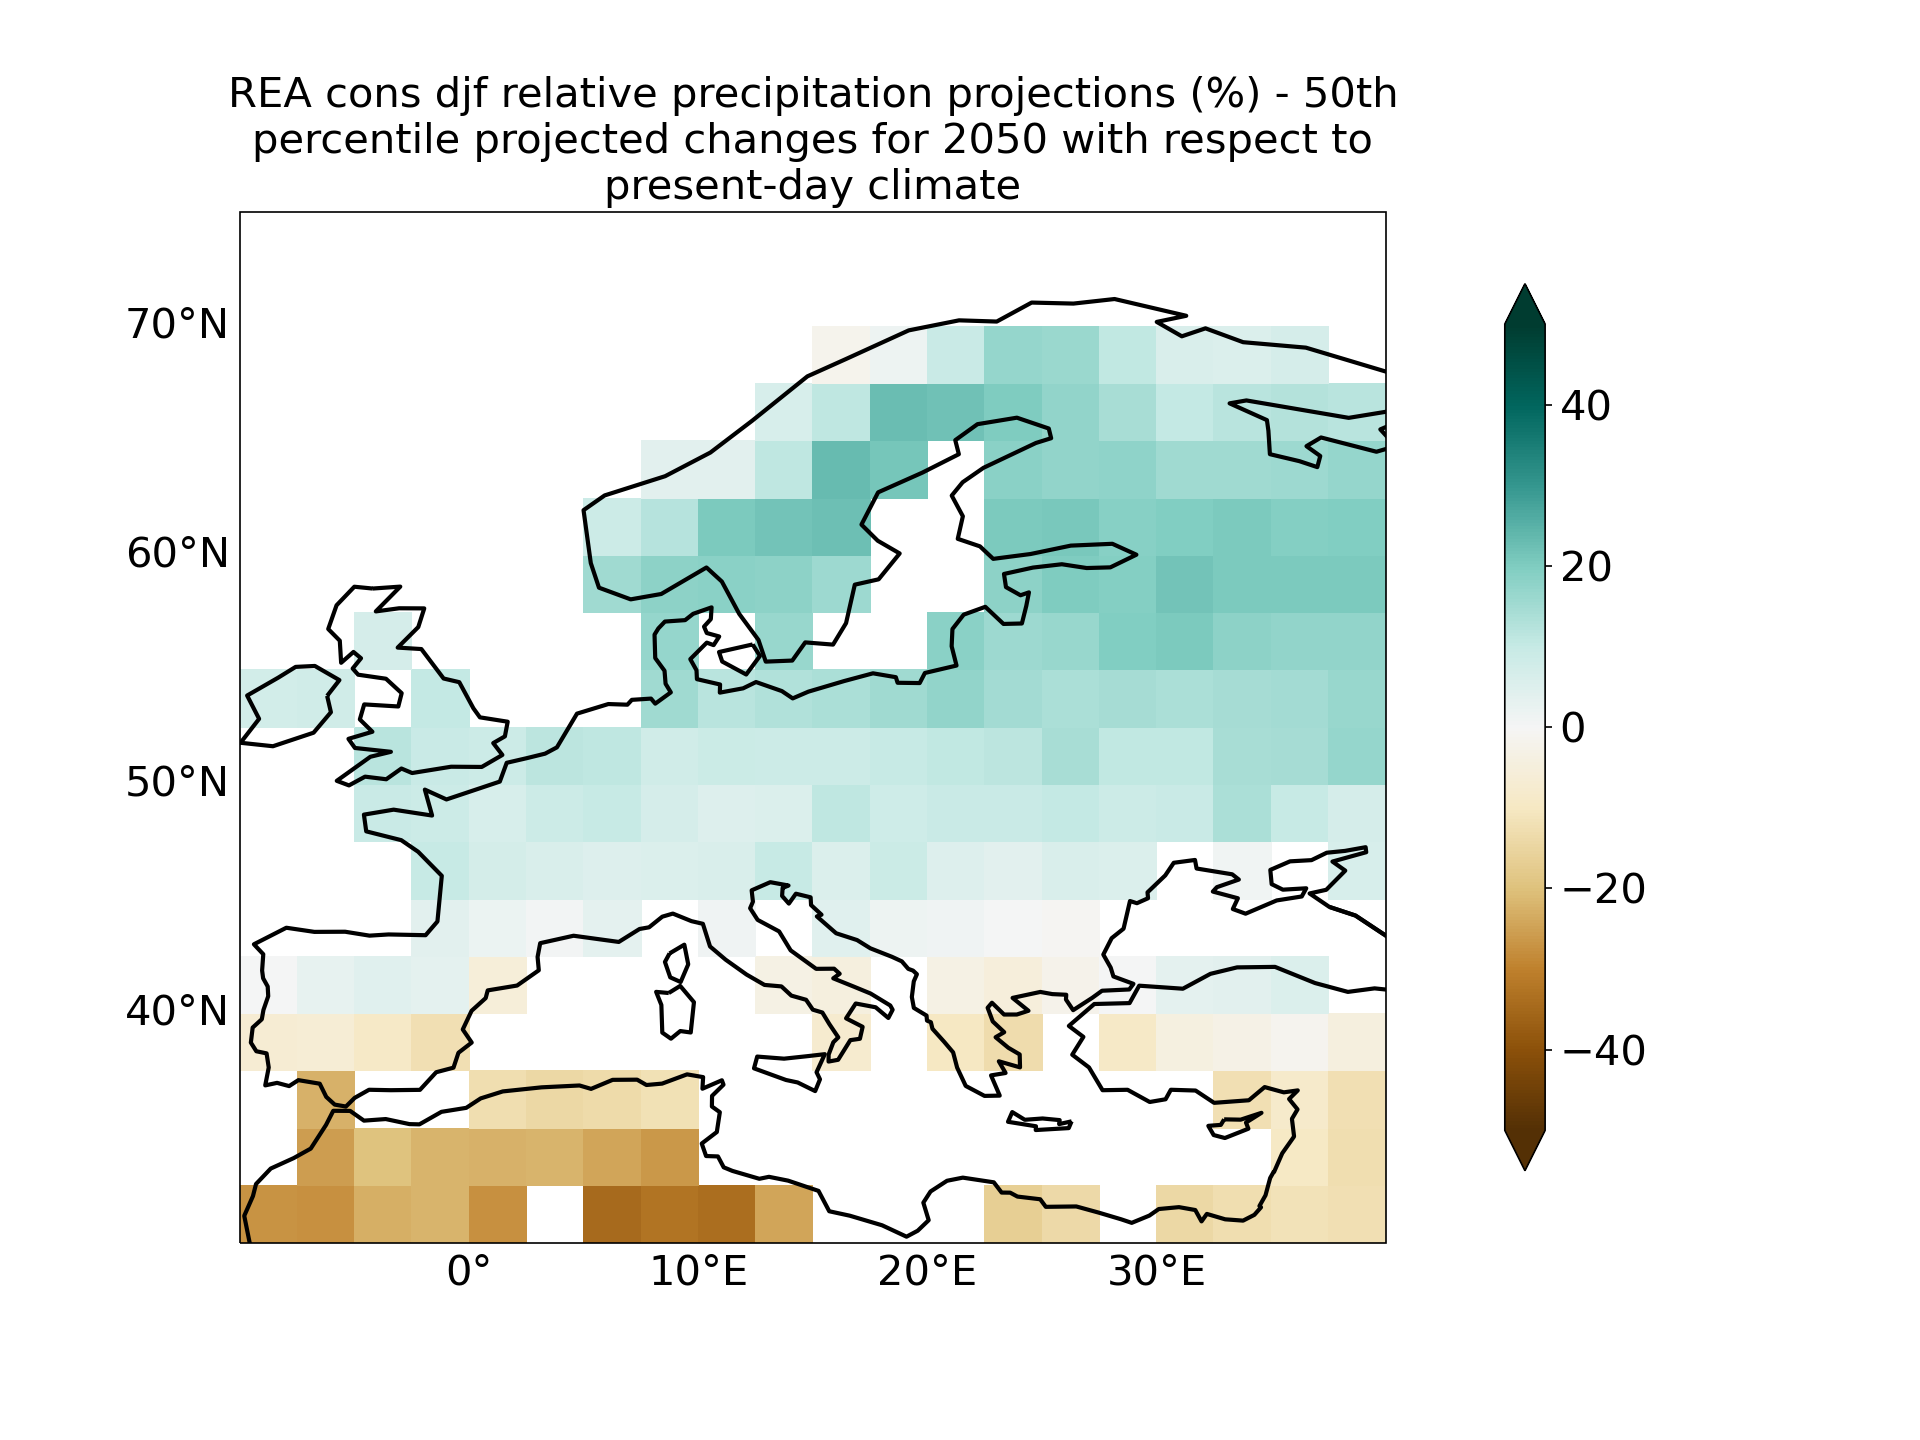 REA cons djf relative precipitation projections (%) - 50th
percentile projected changes for 2050 with respect to
present-day climate
70°N
60°N
50°N
40°N
0°
10°E
20°E
30°E
40
20
0
−20
−40